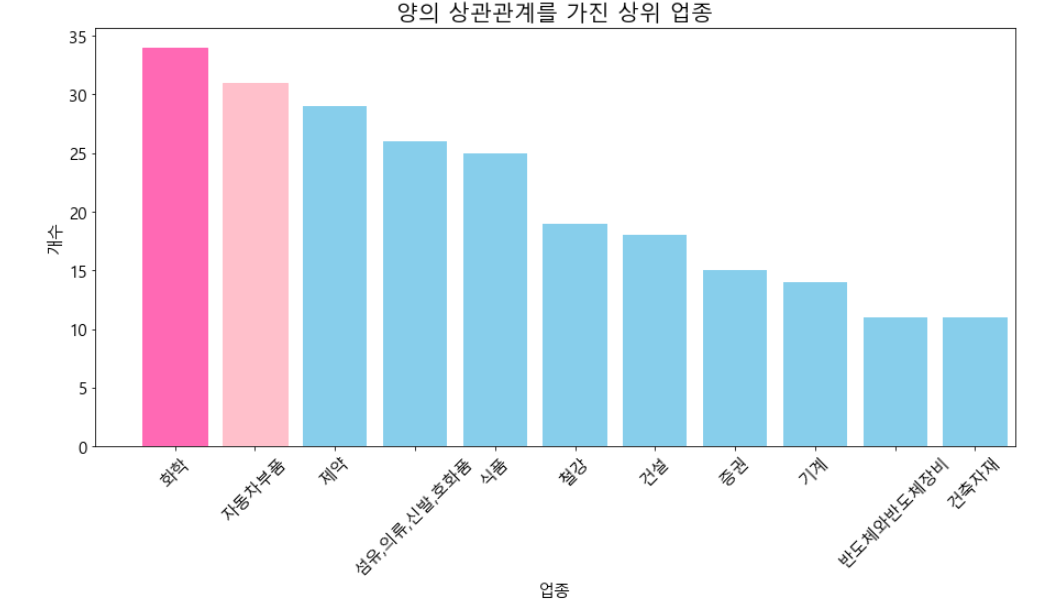 양의 상관관계를 가진 상위 업종
개수
35
30
25
20
15
10
5
0
화학
자동차부품
제약
섬유,의류,신발,호화품
식품
철강
건설
증권
기계
반도체와반도체장비
건축자재
업종